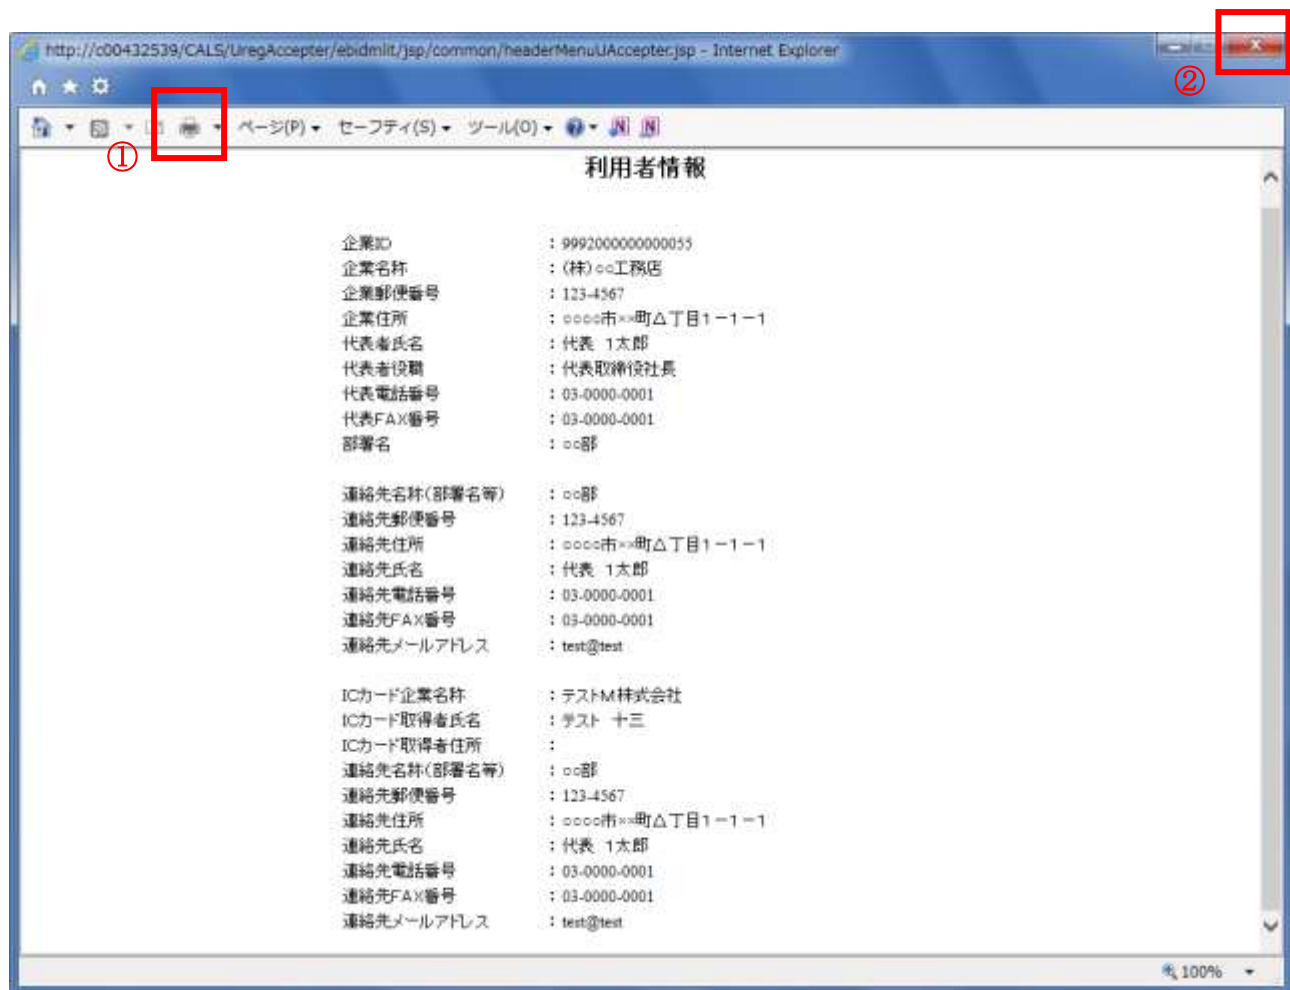 http://c00432539/CALS/UregAccepter/ebidmlit/jsp/common/headerMenuUAccepter.jsp - Internet Explorer
②
ページ(P) セーフティ(S) ツール(O)
①
利用者情報
企業ID : 9992000000000055
企業名称 : (株)○○工務店
企業郵便番号 : 123-4567
企業住所 : ○○○○市××町△丁目1-1-1
代表者氏名 : 代表 1太郎
代表者役職 : 代表取締役社長
代表電話番号 : 03-0000-0001
代表FAX番号 : 03-0000-0001
部署名 : ○○部
連絡先名称(部署名等) : ○○部
連絡先郵便番号 : 123-4567
連絡先住所 : ○○○○市××町△丁目1-1-1
連絡先氏名 : 代表 1太郎
連絡先電話番号 : 03-0000-0001
連絡先FAX番号 : 03-0000-0001
連絡先メールアドレス : test@test
ICカード企業名称 : テストM株式会社
ICカード取得者氏名 : テスト 十三
ICカード取得者住所 :
連絡先名称(部署名等) : ○○部
連絡先郵便番号 : 123-4567
連絡先住所 : ○○○○市××町△丁目1-1-1
連絡先氏名 : 代表 1太郎
連絡先電話番号 : 03-0000-0001
連絡先FAX番号 : 03-0000-0001
連絡先メールアドレス : test@test
100%